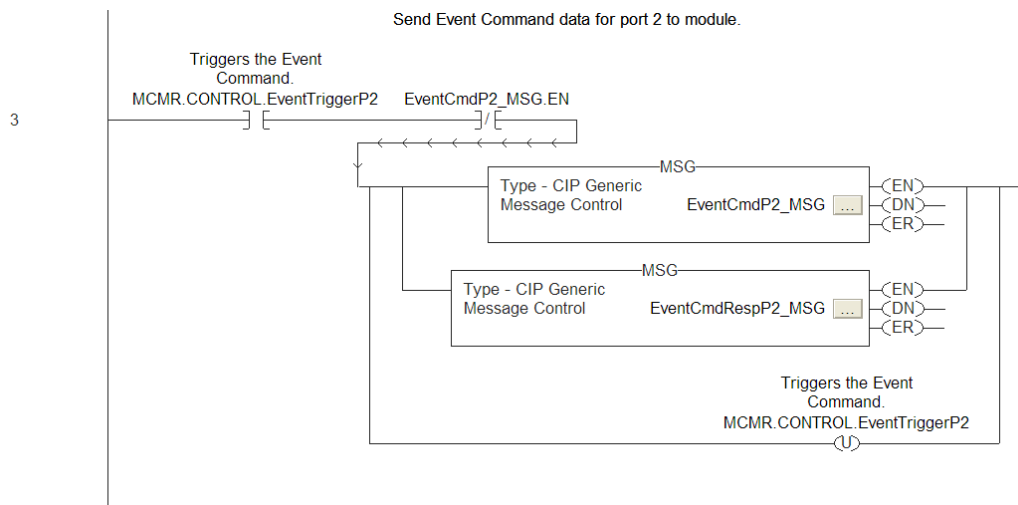 Send Event Command data for port 2 to module.
Triggers the Event
Command.
MCMR.CONTROL.EventTriggerP2
EventCmdP2_MSG.EN
3
/
MSG
Type - CIP Generic
Message Control
EventCmdP2_MSG
...
EN
DN
ER
MSG
Type - CIP Generic
Message Control
EventCmdRespP2_MSG
...
EN
DN
ER
Triggers the Event
Command.
MCMR.CONTROL.EventTriggerP2
U